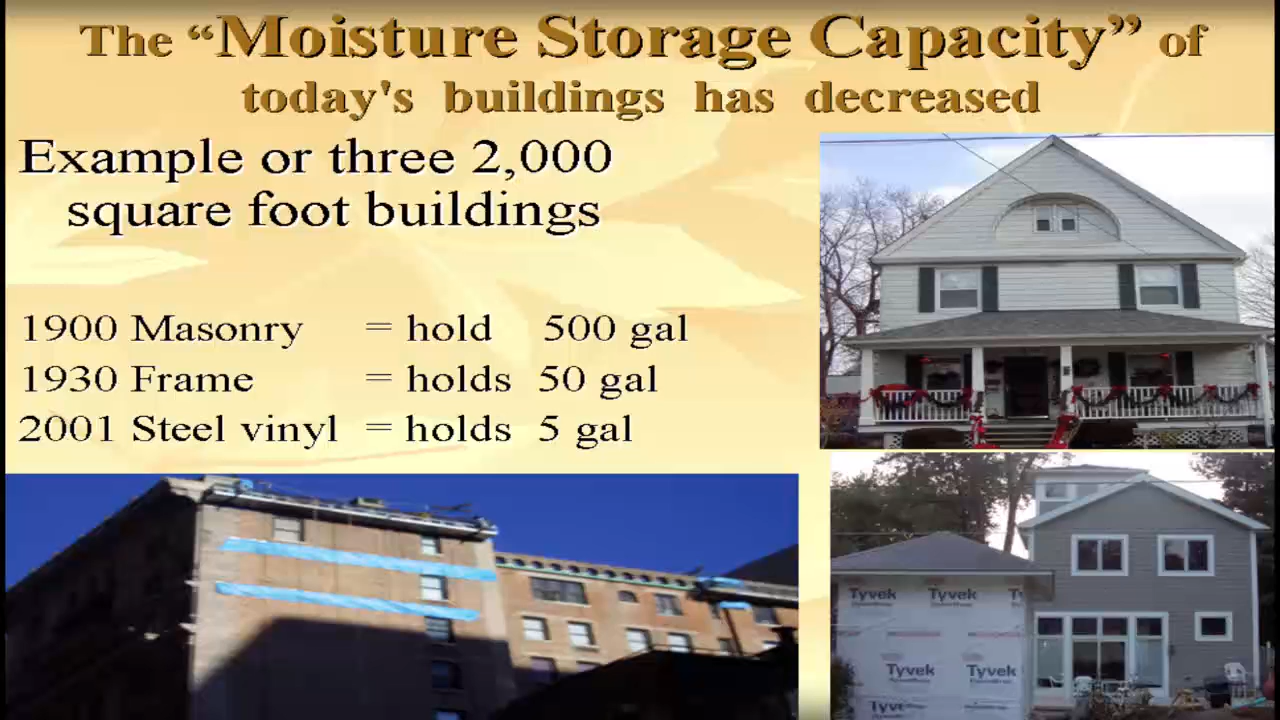 The “Moisture Storage Capacity” of
today's buildings has decreased
Example or three 2,000
square foot buildings
1900 Masonry = hold 500 gal
1930 Frame = holds 50 gal
2001 Steel vinyl = holds 5 gal
Tyvek Tyvek
Tyvek Tyvek